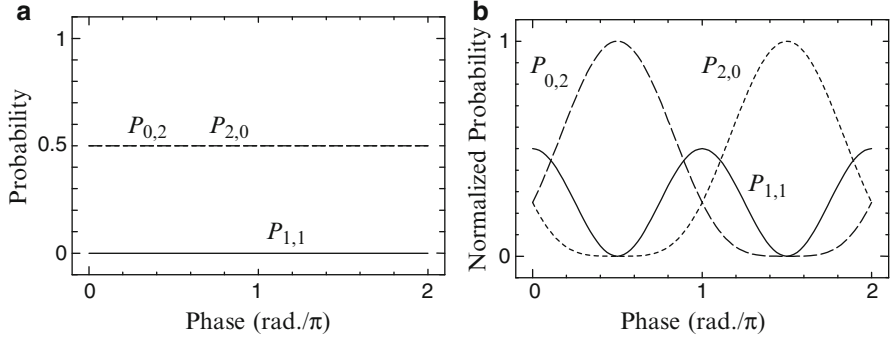 a
1
0.5
0
Probability
P0,2
P2,0
P1,1
0
1
2
Phase (rad./π)
b
1
0
Normalized Probability
P0,2
P2,0
P1,1
0
1
2
Phase (rad./π)